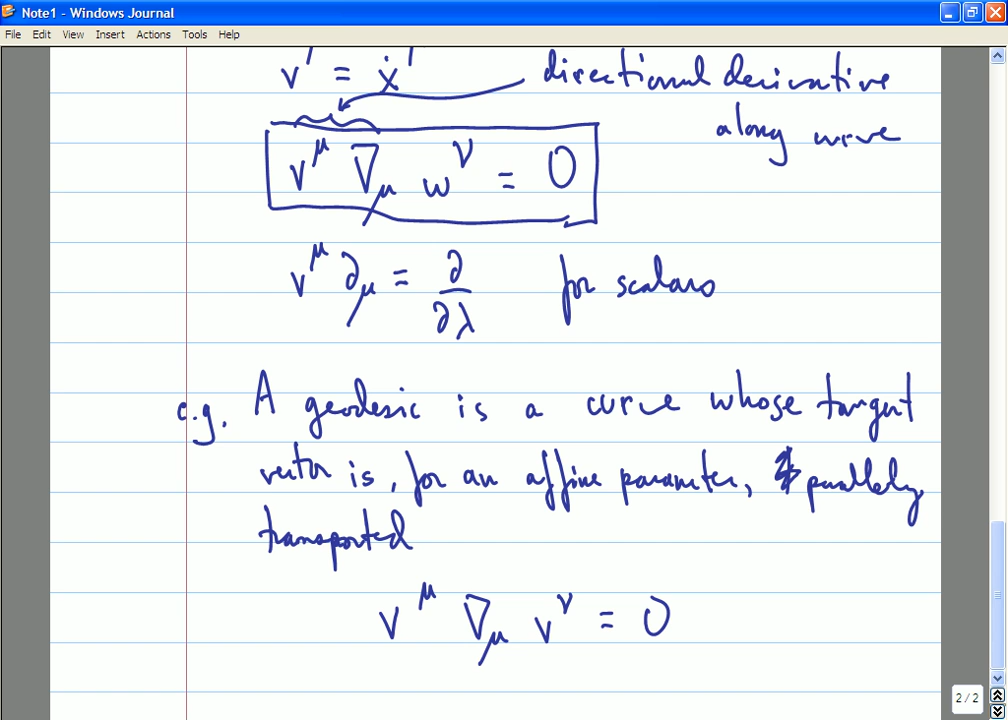 Note1 - Windows Journal
File Edit View Insert Actions Tools Help
= ẋ directional derivative
along curve
v^μ ∇_μ w^ν = 0
v^μ ∂_μ = ∂/∂λ for scalars
e.g. A geodesic is a curve whose tangent
vector is, for an affine parameter, parallely
transported
v^μ ∇_μ v^ν = 0
2 / 2